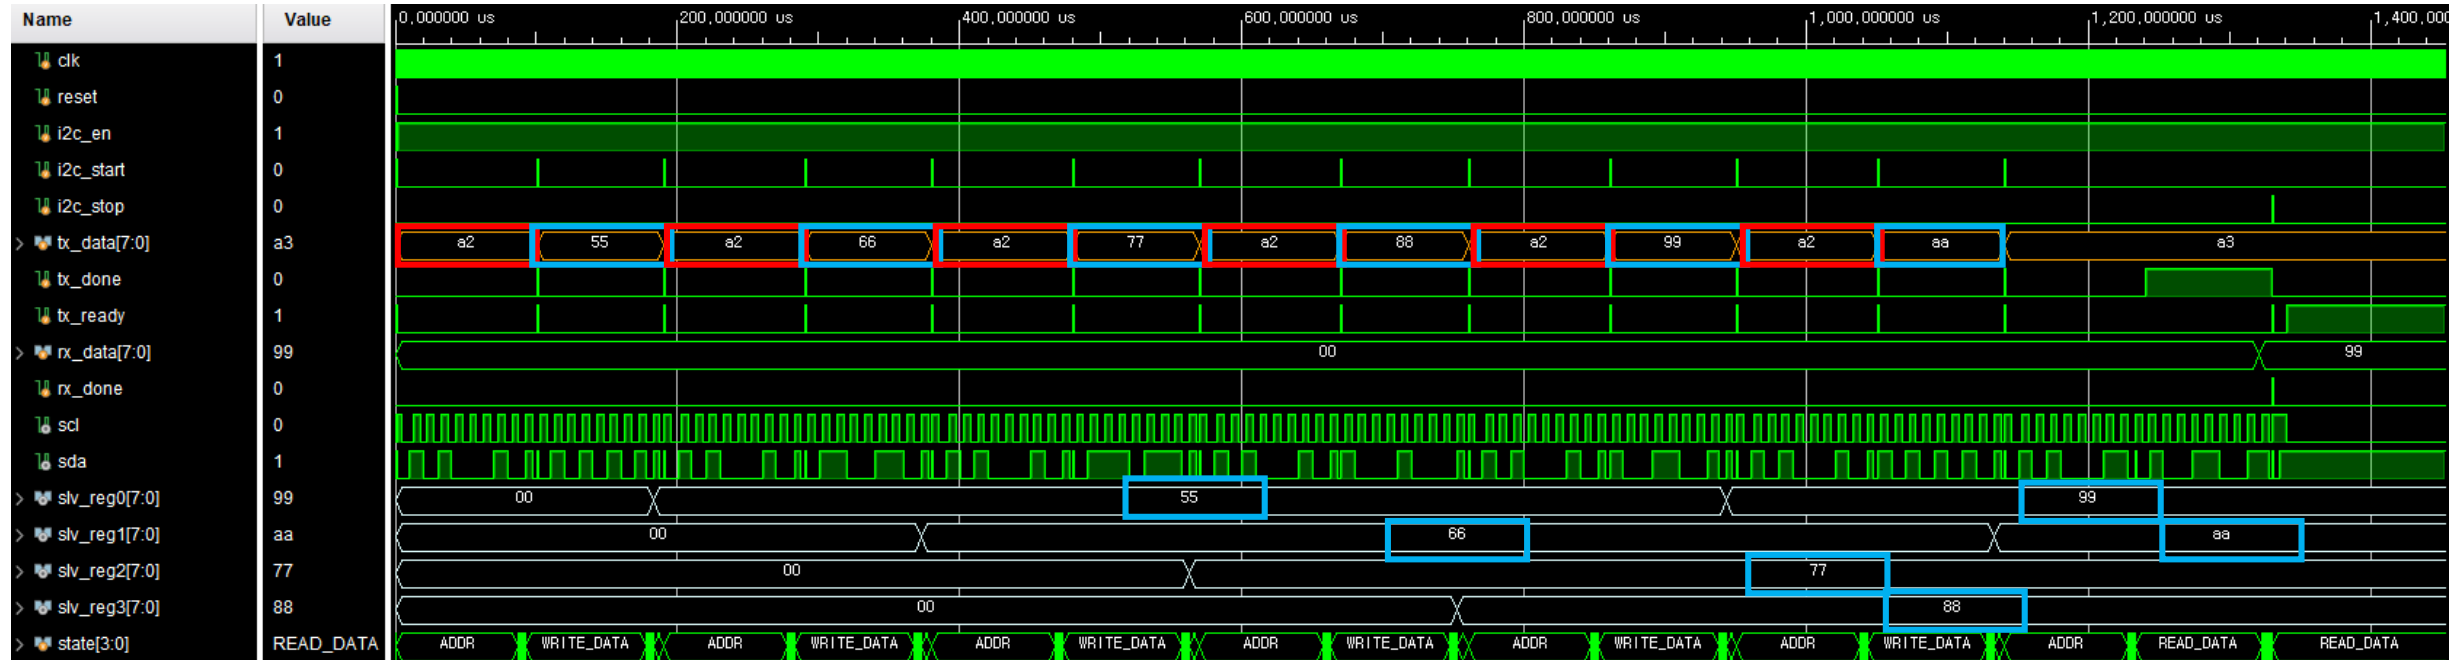 Name Value 0,000000 us 200,000000 us 400,000000 us 600,000000 us 800,000000 us 1,000,000000 us 1,200,000000 us 1,400,000
clk 1
reset 0
i2c_en 1
i2c_start 0
i2c_stop 0
> tx_data[7:0] a3 a2 55 a2 66 a2 77 a2 88 a2 99 a2 aa a3
tx_done 0
tx_ready 1
> rx_data[7:0] 99 00 99
rx_done 0
scl 0
sda 1
> slv_reg0[7:0] 99 00 55 99
> slv_reg1[7:0] aa 00 66 aa
> slv_reg2[7:0] 77 00 77
> slv_reg3[7:0] 88 00 88
> state[3:0] READ_DATA ADDR WRITE_DATA ADDR WRITE_DATA ADDR WRITE_DATA ADDR WRITE_DATA ADDR WRITE_DATA ADDR WRITE_DATA ADDR READ_DATA READ_DATA